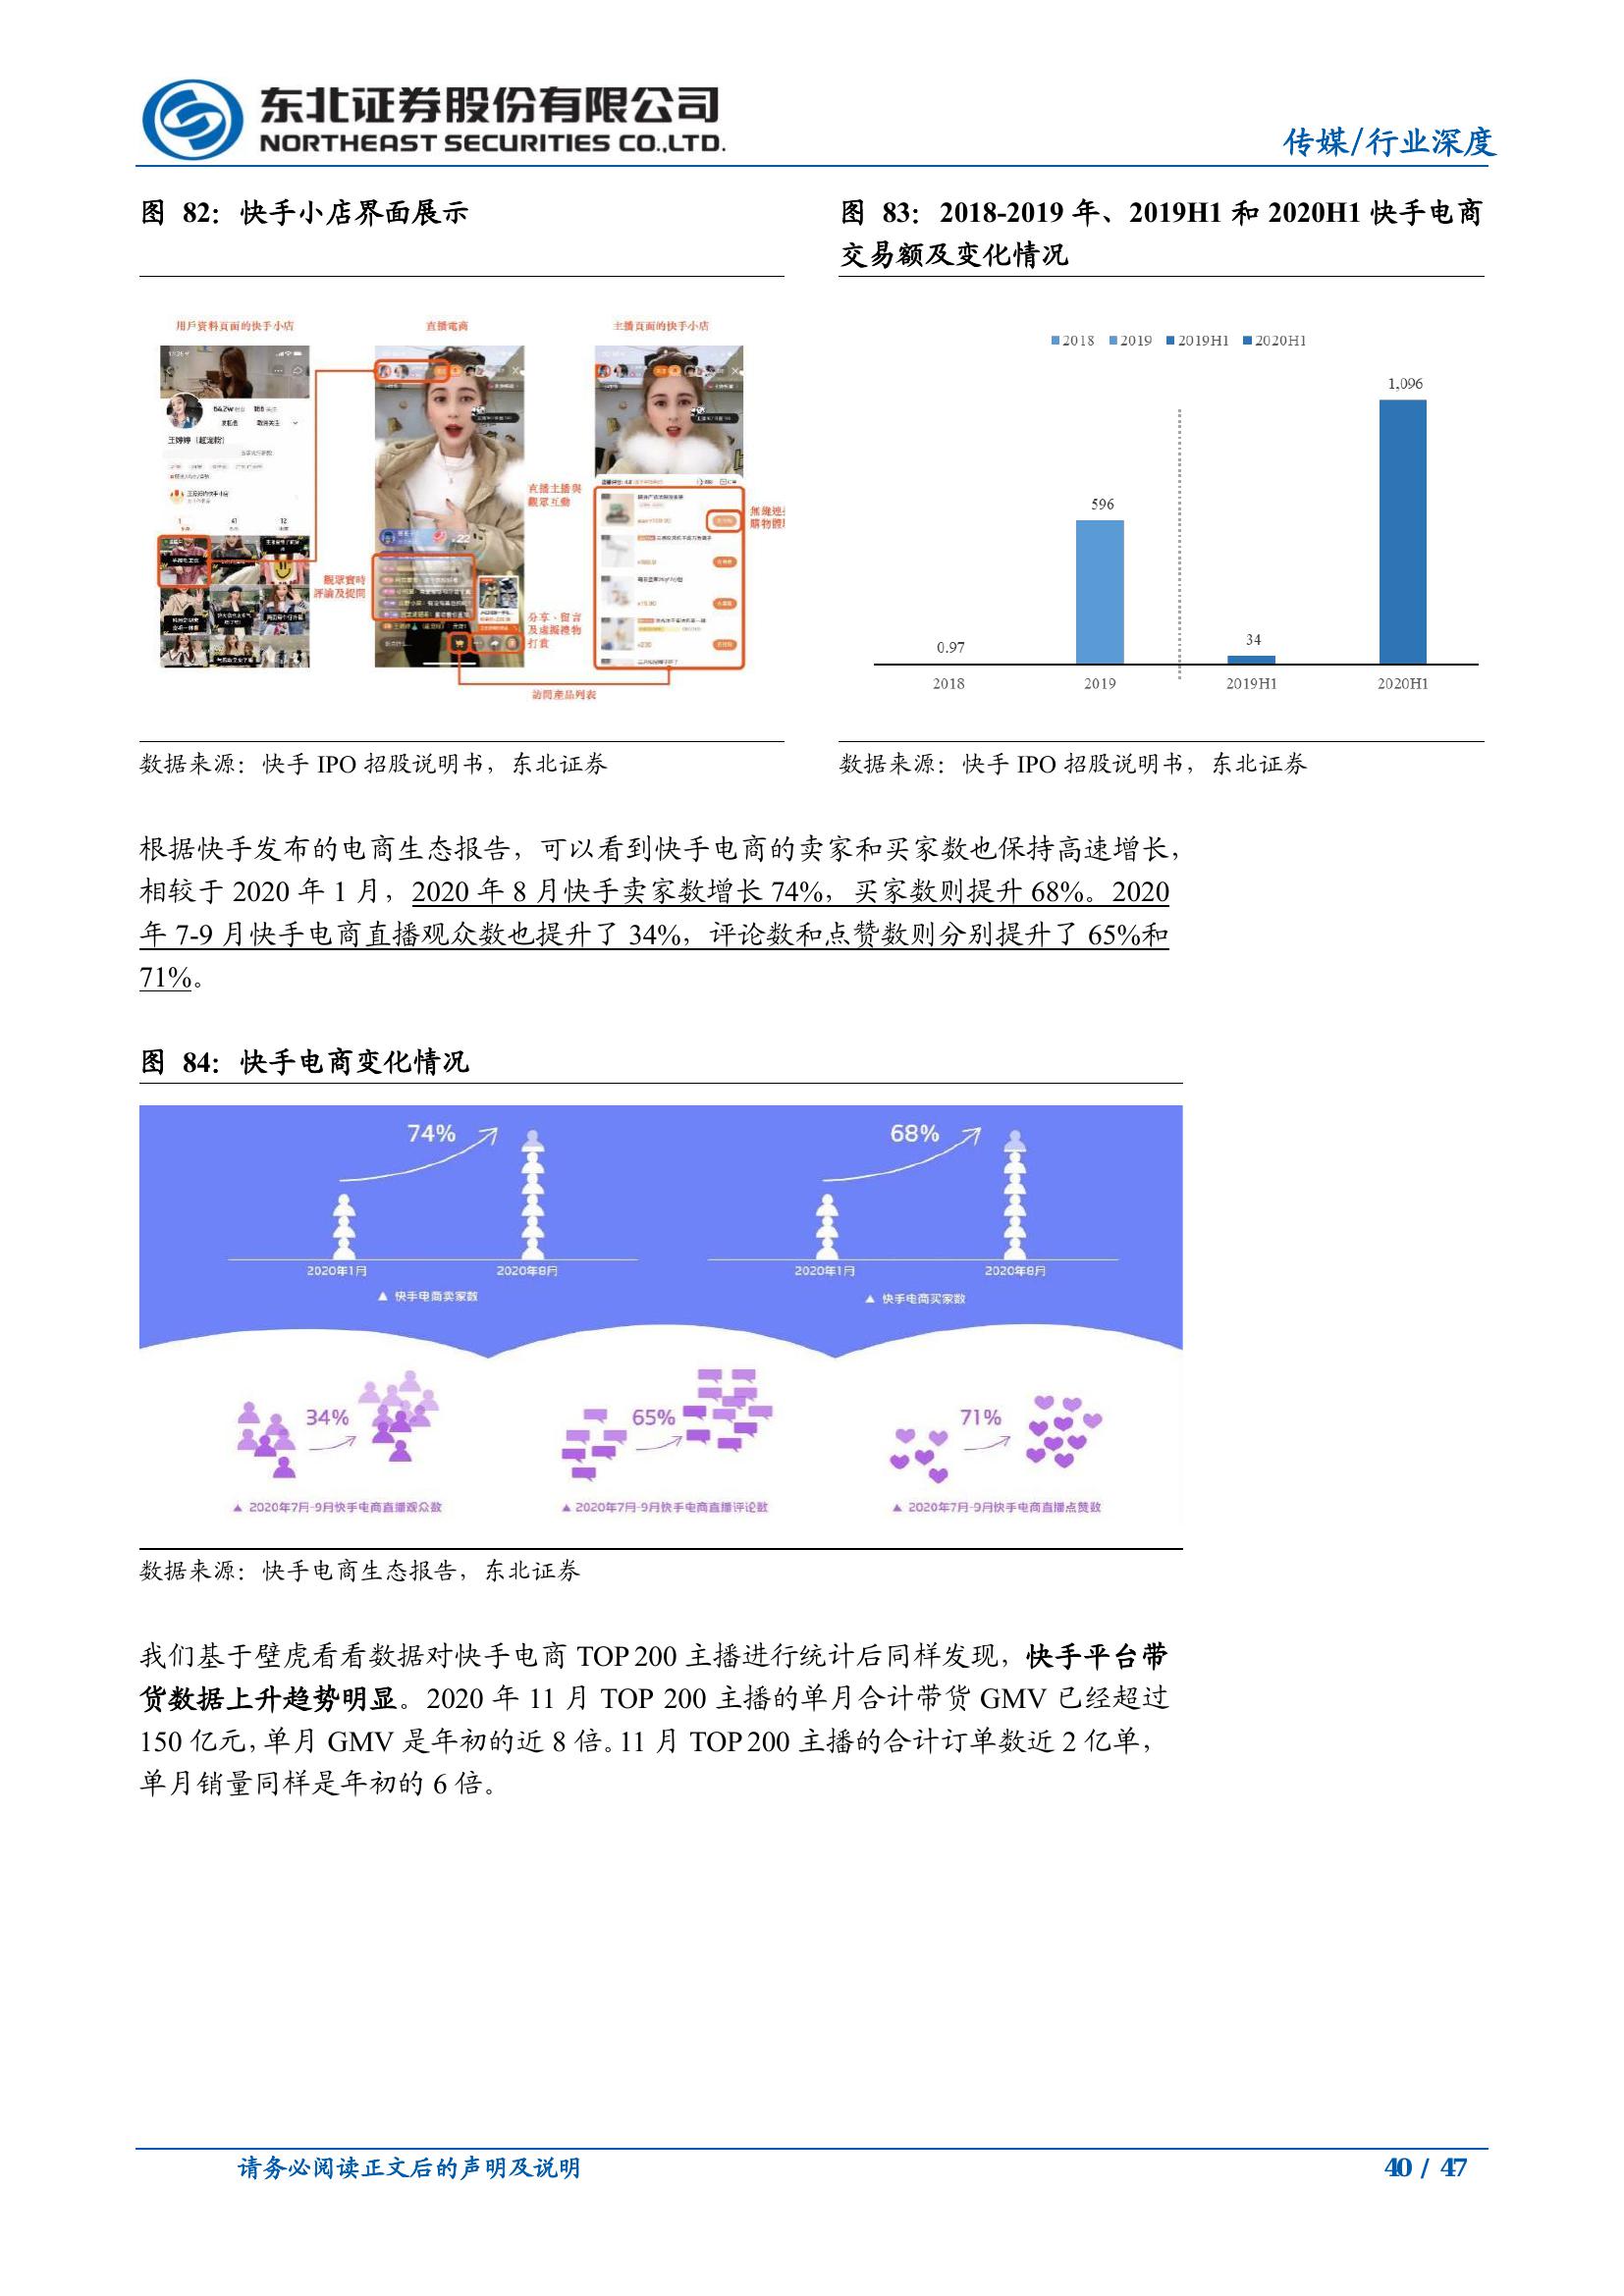 东北证券股份有限公司
NORTHEAST SECURITIES CO.,LTD.
传媒/行业深度
图 82：快手小店界面展示
用戶資料頁面的快手小店
直播電商
主播頁面的快手小店
直播主播與
觀眾互動
觀眾實時
評論及提問
分享、留言
及虛擬禮物
打賞
購物體
訪問產品列表
数据来源：快手 IPO 招股说明书，东北证券
图 83：2018-2019 年、2019H1 和 2020H1 快手电商
交易额及变化情况
2018 2019 2019H1 2020H1
1,096
596
34
0.97
2018 2019 2019H1 2020H1
数据来源：快手 IPO 招股说明书，东北证券
根据快手发布的电商生态报告，可以看到快手电商的卖家和买家数也保持高速增长，
相较于 2020 年 1 月，2020 年 8 月快手卖家数增长 74%，买家数则提升 68%。2020
年 7-9 月快手电商直播观众数也提升了 34%，评论数和点赞数则分别提升了 65%和
71%。
图 84：快手电商变化情况
74%
2020年1月 2020年8月
▲ 快手电商卖家数
68%
2020年1月 2020年8月
▲ 快手电商买家数
34%
▲ 2020年7月-9月快手电商直播观众数
65%
▲ 2020年7月-9月快手电商直播评论数
71%
▲ 2020年7月-9月快手电商直播点赞数
数据来源：快手电商生态报告，东北证券
我们基于壁虎看看数据对快手电商 TOP 200 主播进行统计后同样发现，快手平台带
货数据上升趋势明显。2020 年 11 月 TOP 200 主播的单月合计带货 GMV 已经超过
150 亿元，单月 GMV 是年初的近 8 倍。11 月 TOP 200 主播的合计订单数近 2 亿单，
单月销量同样是年初的 6 倍。
请务必阅读正文后的声明及说明
40 / 47